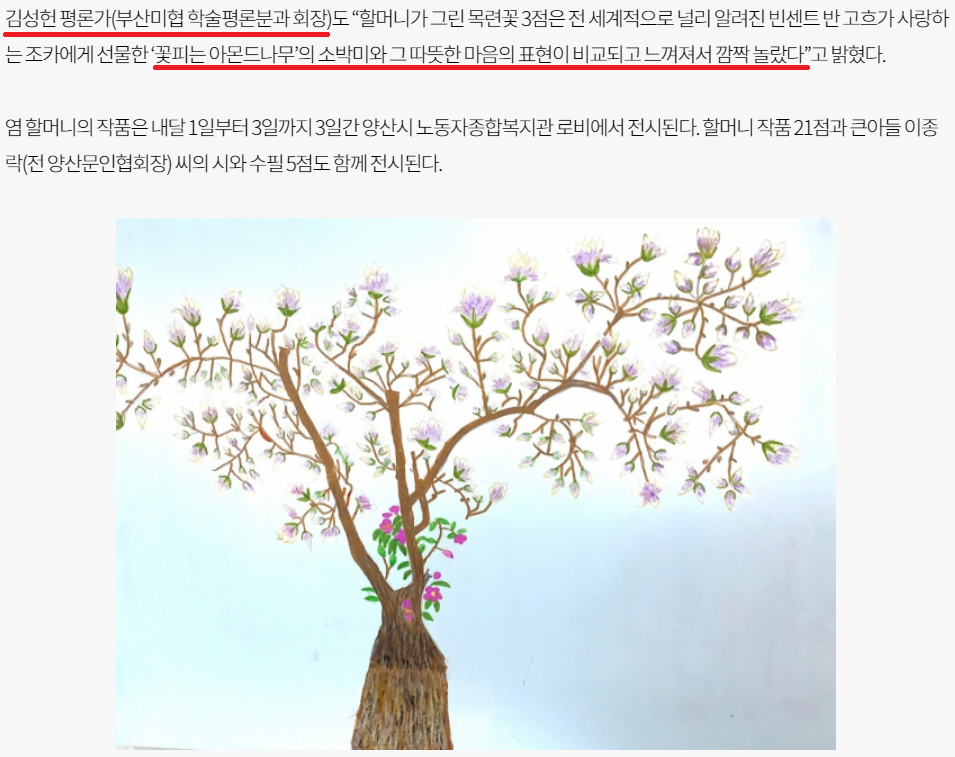 김성헌 평론가(부산미협 학술평론분과 회장)도 “할머니가 그린 목련꽃 3점은 전 세계적으로 널리 알려진 빈센트 반 고흐가 사랑하
는 조카에게 선물한 ‘꽃피는 아몬드나무’의 소박미와 그 따뜻한 마음의 표현이 비교되고 느껴져서 깜짝 놀랐다”고 밝혔다.
염 할머니의 작품은 내달 1일부터 3일까지 3일간 양산시 노동자종합복지관 로비에서 전시된다. 할머니 작품 21점과 큰아들 이종
락(전 양산문인협회장) 씨의 시와 수필 5점도 함께 전시된다.